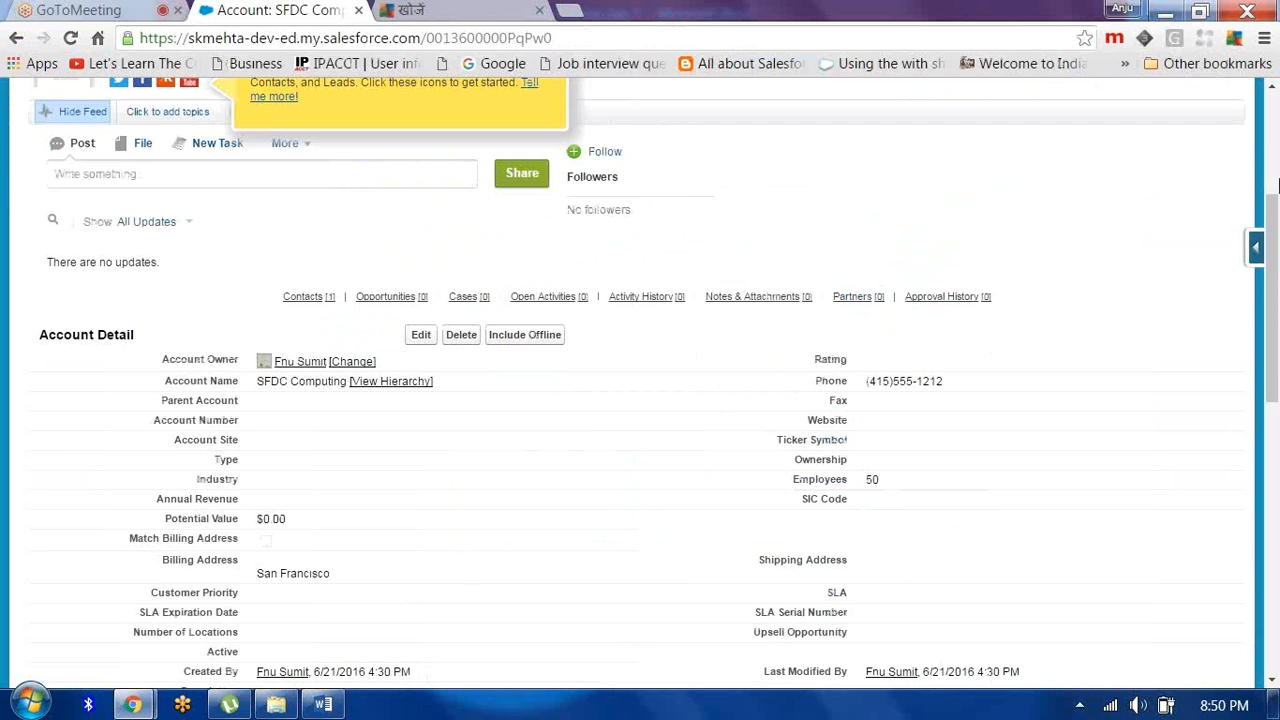 GoToMeeting
Account: SFDC Comp
खोजें
Anju
https://skmehta-dev-ed.my.salesforce.com/0013600000PqPw0
Apps
Let's Learn The C
Business
IPACCT | User inf
Google
Job interview que
All about Salesfo
Using the with sh
Welcome to India
»
Other bookmarks
Contacts, and Leads. Click these icons to get started. Tell
me more!
Hide Feed
Click to add topics
Post
File
New Task
More
Follow
Write something...
Share
Followers
No followers
Show All Updates
There are no updates.
Contacts [1] | Opportunities [0] Cases [0] Open Activities [0] | Activity History [0] Notes & Attachments [0] Partners [0] Approval History [0]
Account Detail
Edit
Delete
Include Offline
Account Owner Fnu Sumit [Change] Rating
Account Name SFDC Computing [View Hierarchy] Phone (415)555-1212
Parent Account Fax
Account Number Website
Account Site Ticker Symbol
Type Ownership
Industry Employees 50
Annual Revenue SIC Code
Potential Value $0.00
Match Billing Address
Billing Address Shipping Address
San Francisco
Customer Priority SLA
SLA Expiration Date SLA Serial Number
Number of Locations Upsell Opportunity
Active
Created By Fnu Sumit, 6/21/2016 4:30 PM Last Modified By Fnu Sumit, 6/21/2016 4:30 PM
8:50 PM